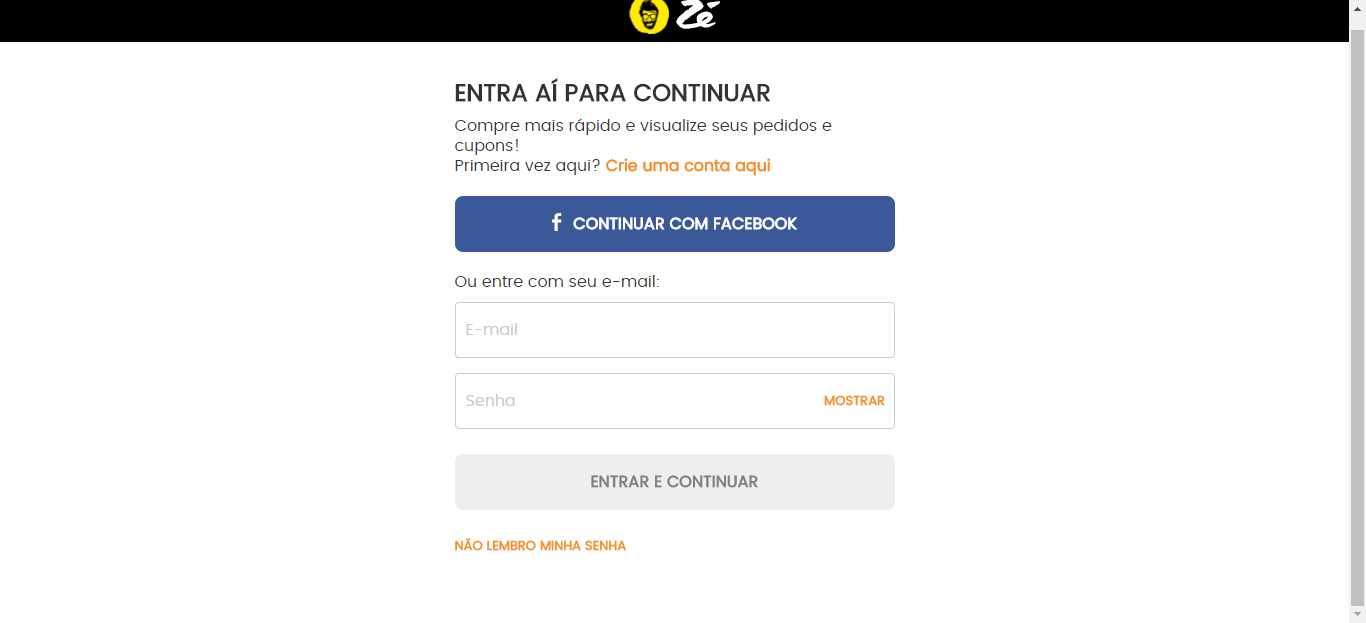 Zé
ENTRA AÍ PARA CONTINUAR
Compre mais rápido e visualize seus pedidos e
cupons!
Primeira vez aqui? Crie uma conta aqui
f CONTINUAR COM FACEBOOK
Ou entre com seu e-mail:
E-mail
Senha MOSTRAR
ENTRAR E CONTINUAR
NÃO LEMBRO MINHA SENHA